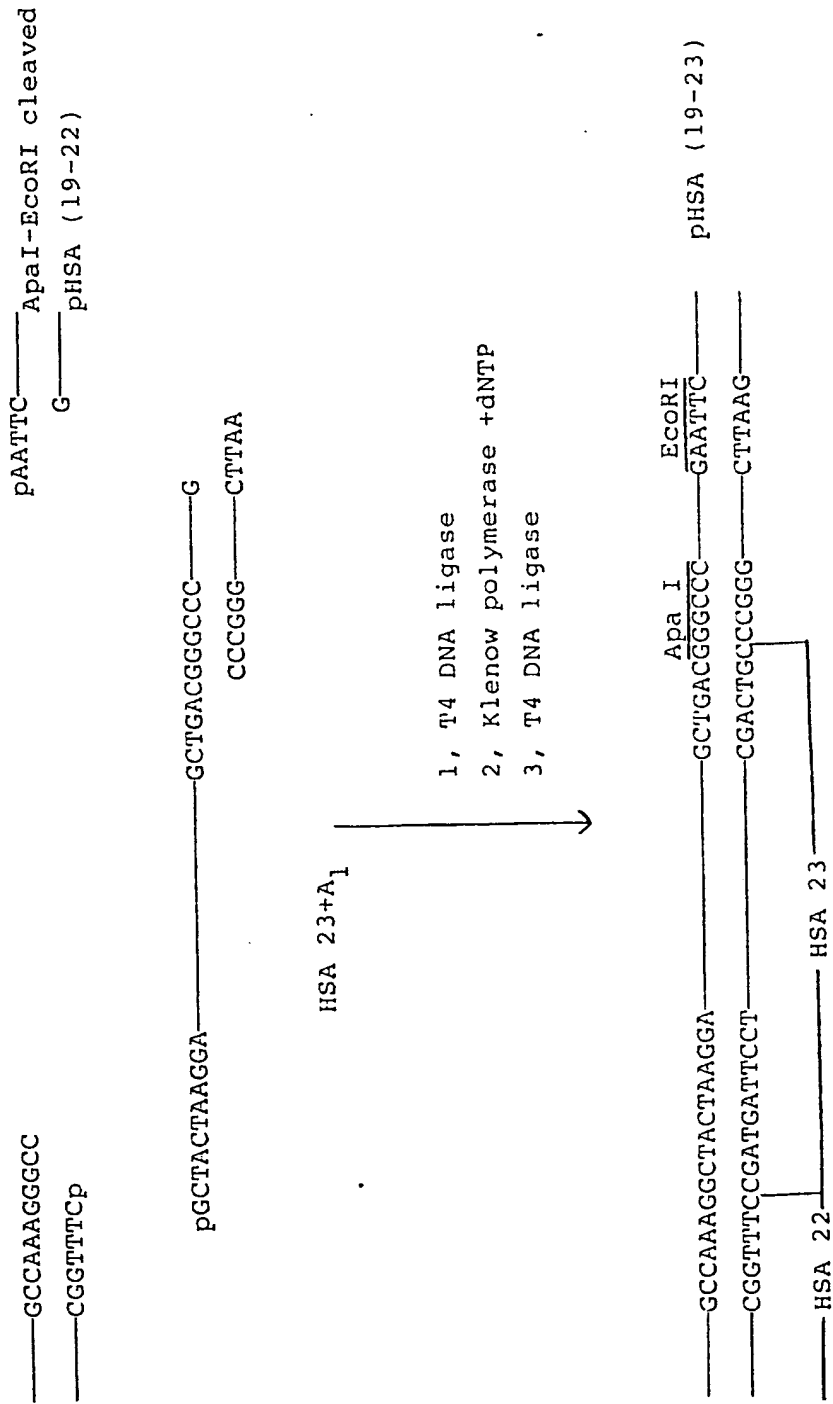 —GCCAAAGGGCC
—CGGTTTCp
pAATTC—
G—
ApaI-EcoRI cleaved
pHSA (19-22)
pGCTACTAAGGA—GCTGACGGGCCC—G
CCCGGG—CTTAA
HSA 23+A1
1, T4 DNA ligase
2, Klenow polymerase +dNTP
3, T4 DNA ligase
Apa I EcoRI
—GCCAAAGGCTACTAAGGA—GCTGACGGGCCC—GAATTC—
—CGGTTTCCGATGATTCCT—CGACTGCCCGGG—CTTAAG—
pHSA (19-23)
— HSA 22 — HSA 23 —